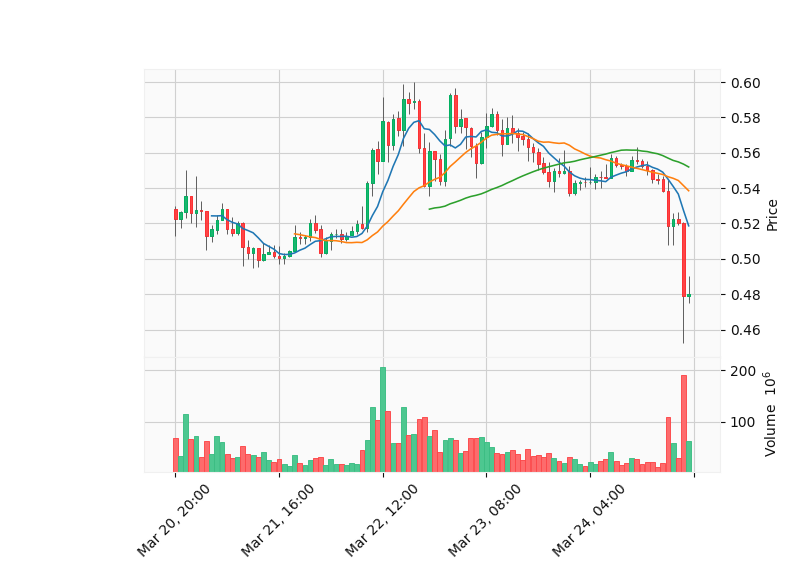 0.60
0.58
0.56
0.54
0.52
0.50
0.48
0.46
Price
200
100
Volume 10^6
Mar 20, 20:00
Mar 21, 16:00
Mar 22, 12:00
Mar 23, 08:00
Mar 24, 04:00